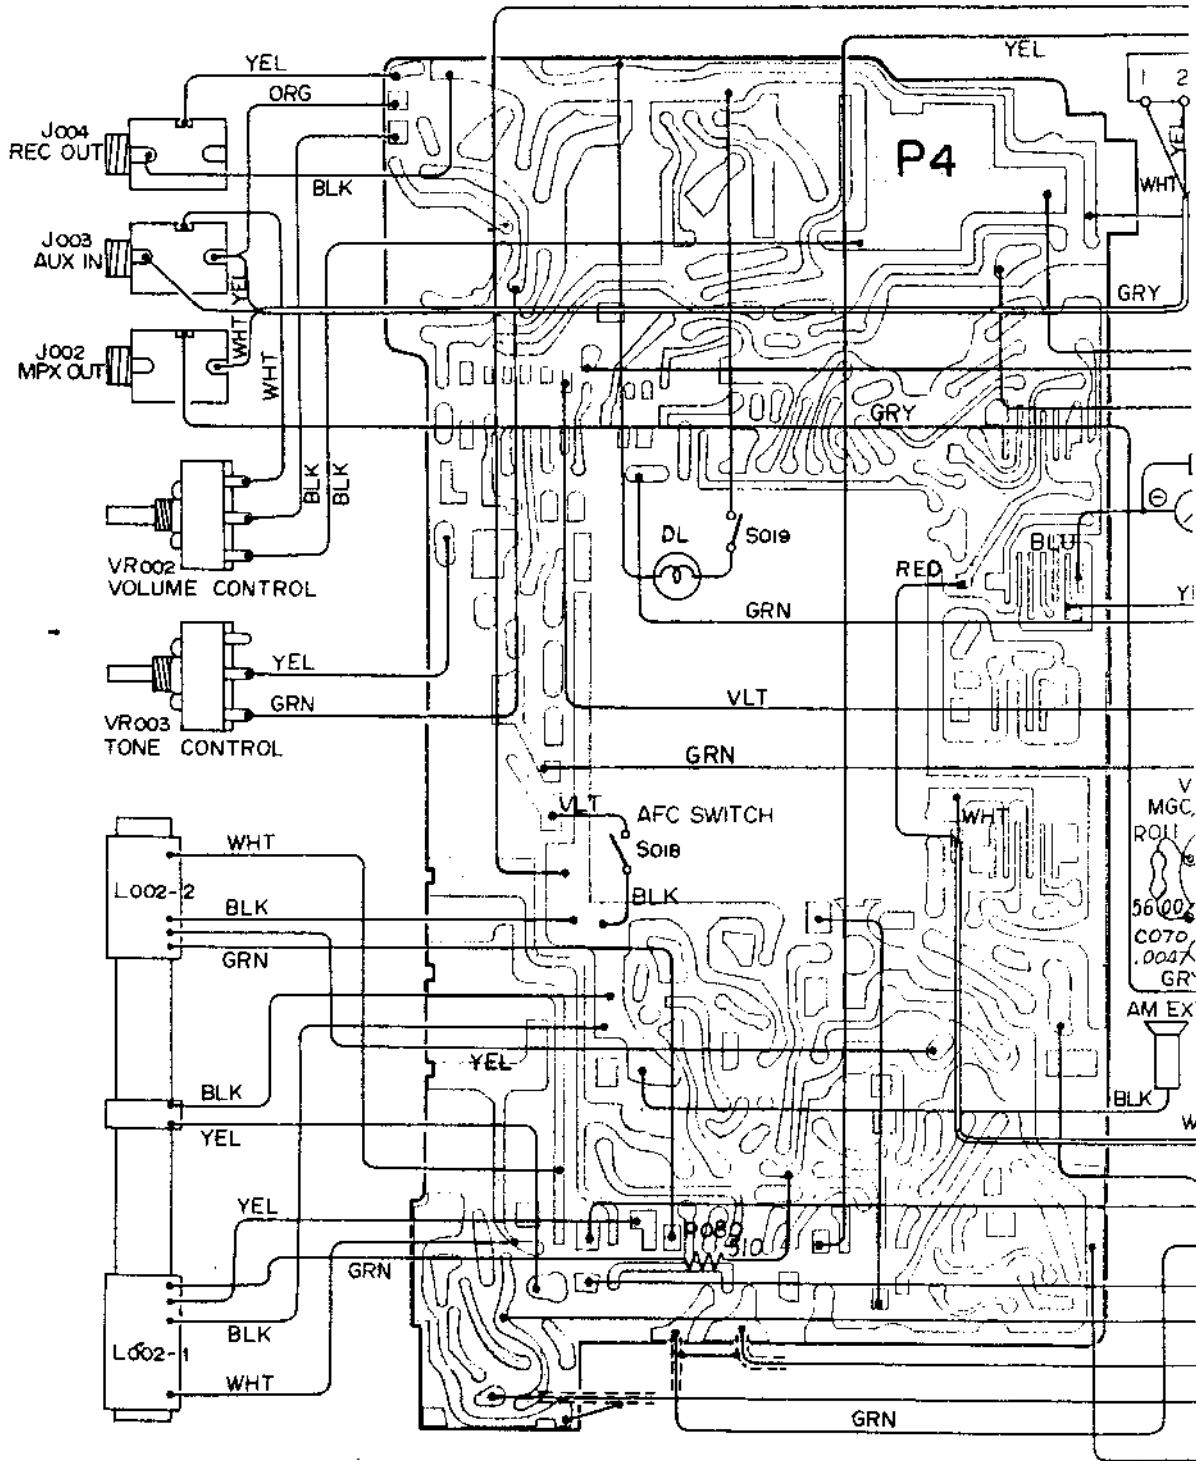 YEL
YEL
1 2
ORG
J004
REC OUT
P4
YEL
BLK
WHT
J003
AUX IN
YEL
GRY
WHT
J002
MPX OUT
WHT
GRY
BLK
BLK
DL
S019
BLU
VR002
VOLUME CONTROL
RED
GRN
YEL
GRN
VLT
VR003
TONE CONTROL
GRN
VLT
AFC SWITCH
WHT
MGC
WHT
S018
L002-2
BLK
BLK
5600
C070
GRN
.0047
GRY
AM EX
YEL
BLK
BLK
YEL
YEL
R080
510
GRN
BLK
L002-1
WHT
GRN